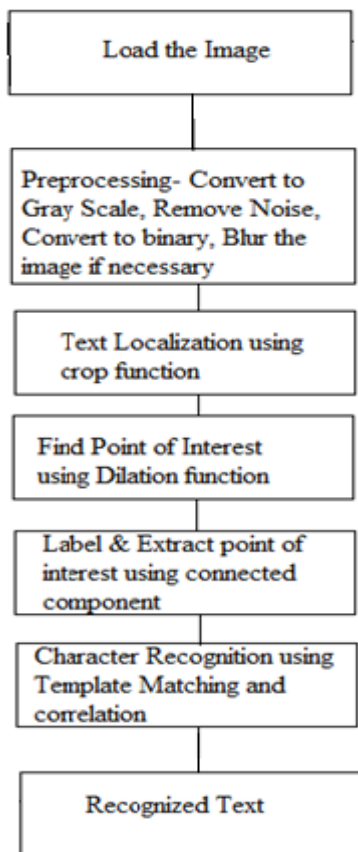 Load the Image
Preprocessing- Convert to
Gray Scale, Remove Noise,
Convert to binary, Blur the
image if necessary
Text Localization using
crop function
Find Point of Interest
using Dilation function
Label & Extract point of
interest using connected
component
Character Recognition using
Template Matching and
correlation
Recognized Text